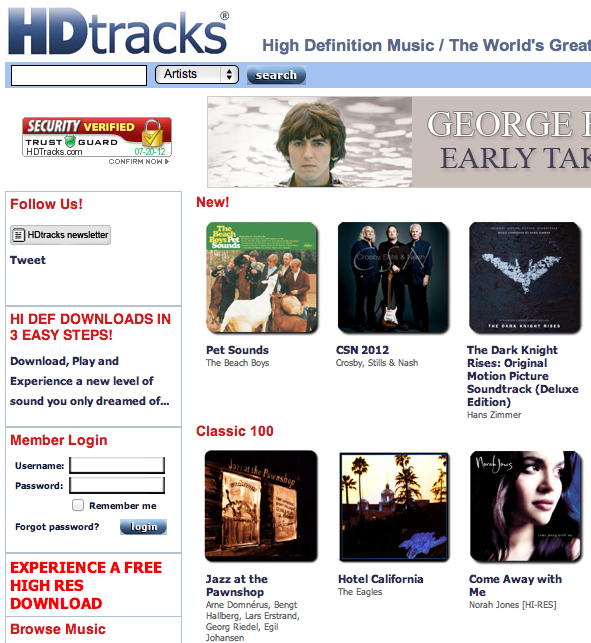 HDtracks®
High Definition Music / The World's Great
Artists
search
SECURITY VERIFIED
TRUST GUARD
HDTracks.com 07-20-12
CONFIRM NOW
GEORGE
EARLY TAK
Follow Us!
HDtracks newsletter
Tweet
HI DEF DOWNLOADS IN
3 EASY STEPS!
Download, Play and
Experience a new level of
sound you only dreamed of...
Member Login
Username:
Password:
Remember me
Forgot password?
login
EXPERIENCE A FREE
HIGH RES
DOWNLOAD
Browse Music
New!
The Beach
Boys Pet
Sounds
Pet Sounds
The Beach Boys
Crosby, Stills & Nash
CSN 2012
Crosby, Stills & Nash
THE DARK KNIGHT RISES
The Dark Knight
Rises: Original
Motion Picture
Soundtrack (Deluxe
Edition)
Hans Zimmer
Classic 100
Jazz at the Pawnshop
Jazz at the
Pawnshop
Arne Domnérus, Bengt
Hallberg, Lars Erstrand,
Georg Riedel, Egil
Johansen
Hotel California
The Eagles
Norah Jones
come away with me
Come Away with
Me
Norah Jones [HI-RES]